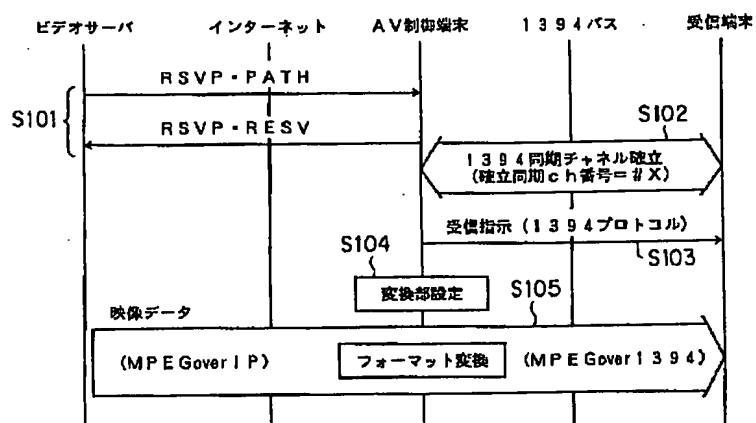 ビデオサーバ
インターネット
AV制御端末
1394バス
受信端末
RSVP・PATH
S101
RSVP・RESV
S102
1394同期チャネル確立
(確立同期ch番号=#X)
受信指示(1394プロトコル)
S103
S104
変換部設定
S105
映像データ
(MPEGoverIP)
フォーマット変換
(MPEGover1394)